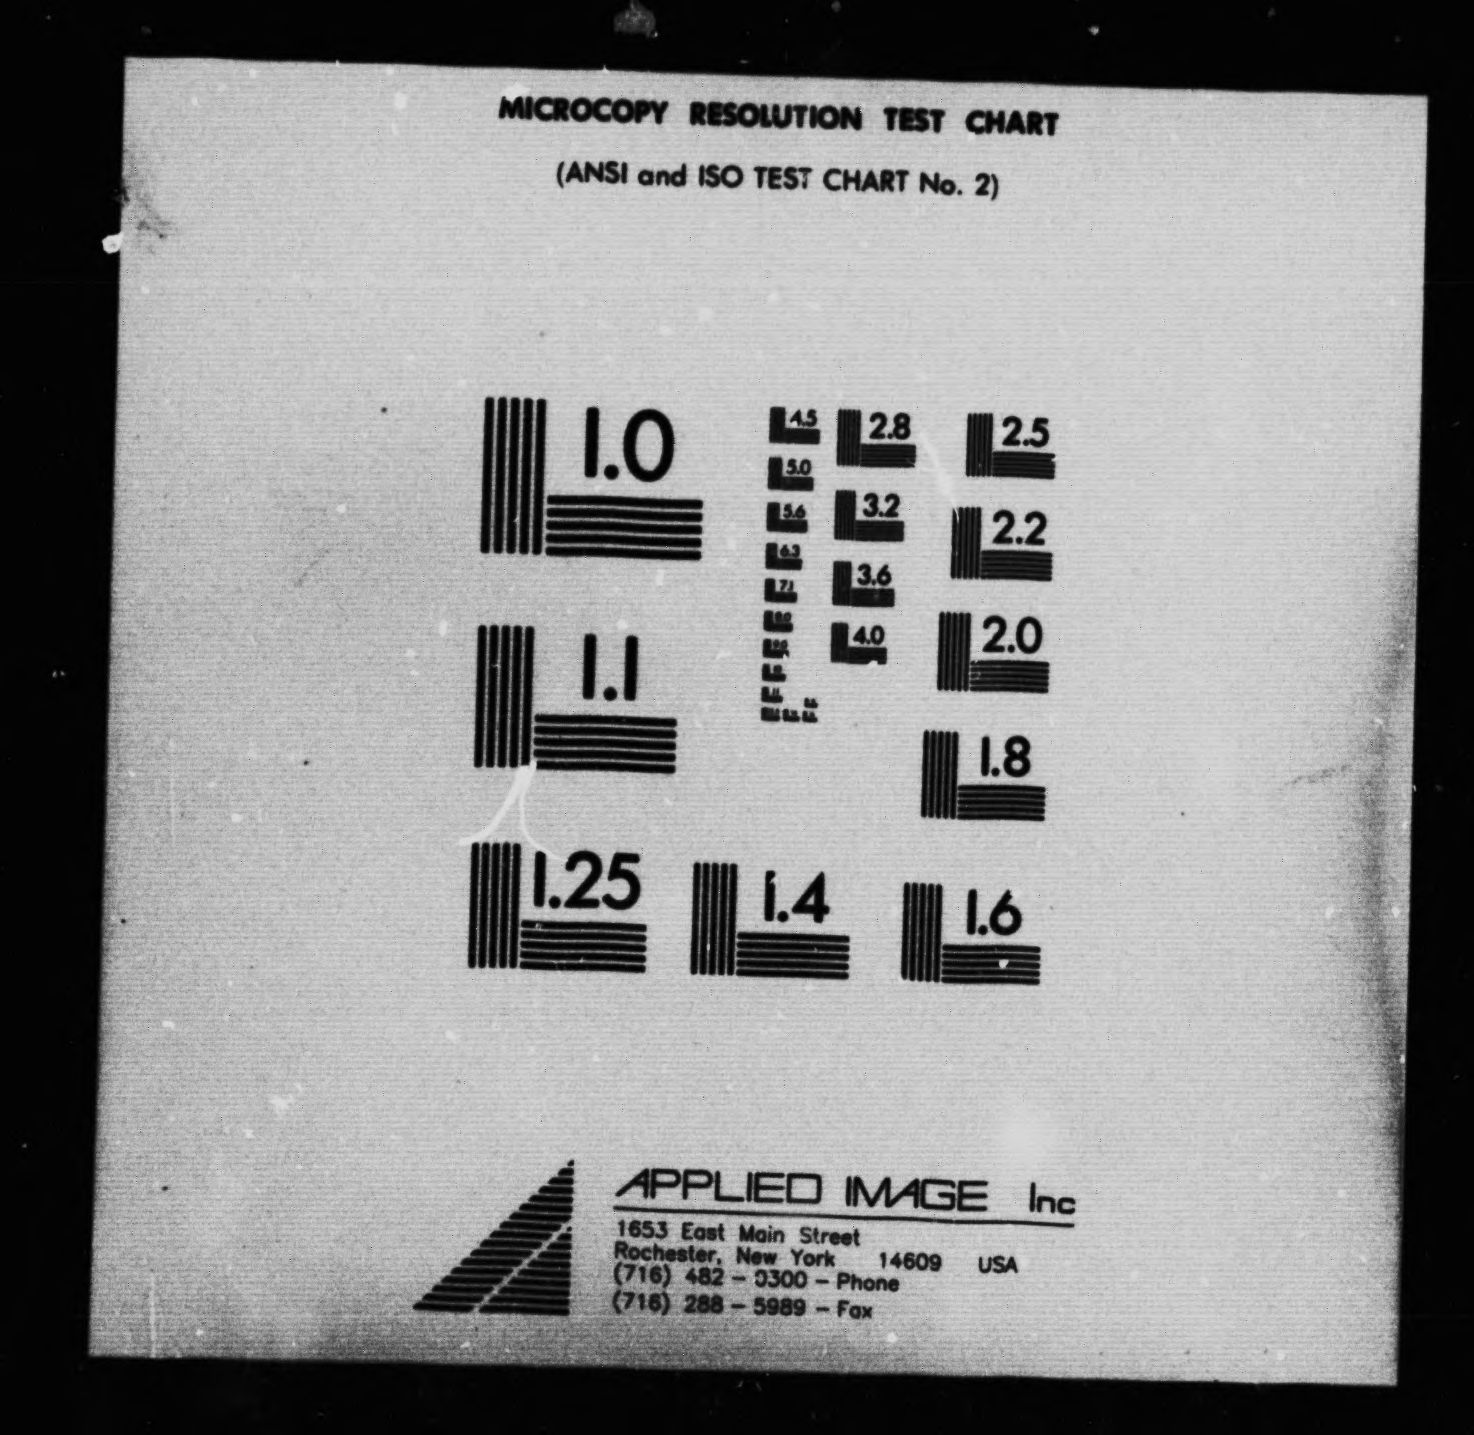 MICROCOPY RESOLUTION TEST CHART
(ANSI and ISO TEST CHART No. 2)
1.0
1.1
1.25
1.4
1.6
1.8
2.0
2.2
2.5
2.8
3.2
3.6
4.0
4.5
5.0
5.6
6.3
7.1
APPLIED IMAGE Inc
1653 East Main Street
Rochester, New York 14609 USA
(716) 482 - 0300 - Phone
(716) 288 - 5989 - Fax